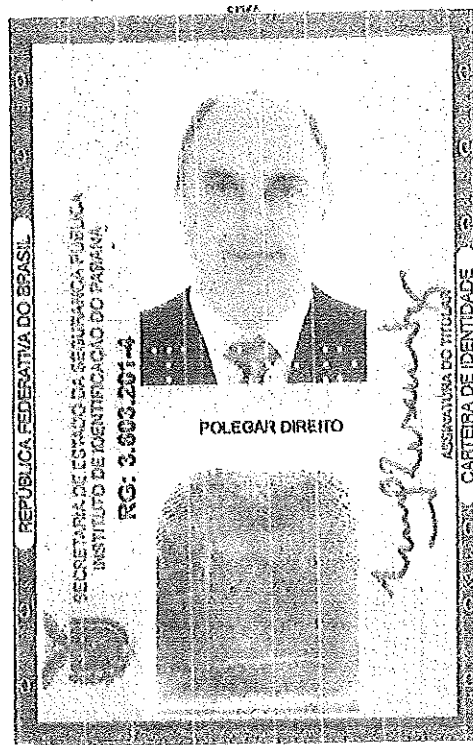 REPÚBLICA FEDERATIVA DO BRASIL
SECRETARIA DE ESTADO DA SEGURANÇA PÚBLICA
INSTITUTO DE IDENTIFICAÇÃO DO PARANÁ
RG: 3.603.201-4
POLEGAR DIREITO
ASSINATURA DO TITULAR
CARTEIRA DE IDENTIDADE